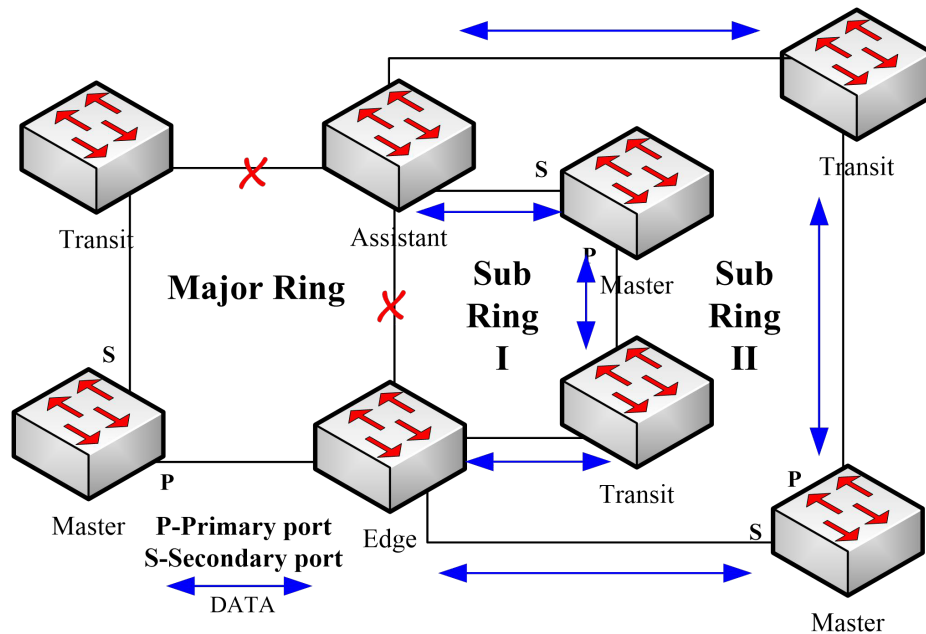 Transit
S
Transit
Assistant
P
Master
Major Ring
Sub
Ring
I
Sub
Ring
II
S
P
Master
P-Primary port
S-Secondary port
DATA
Edge
Transit
P
S
Master